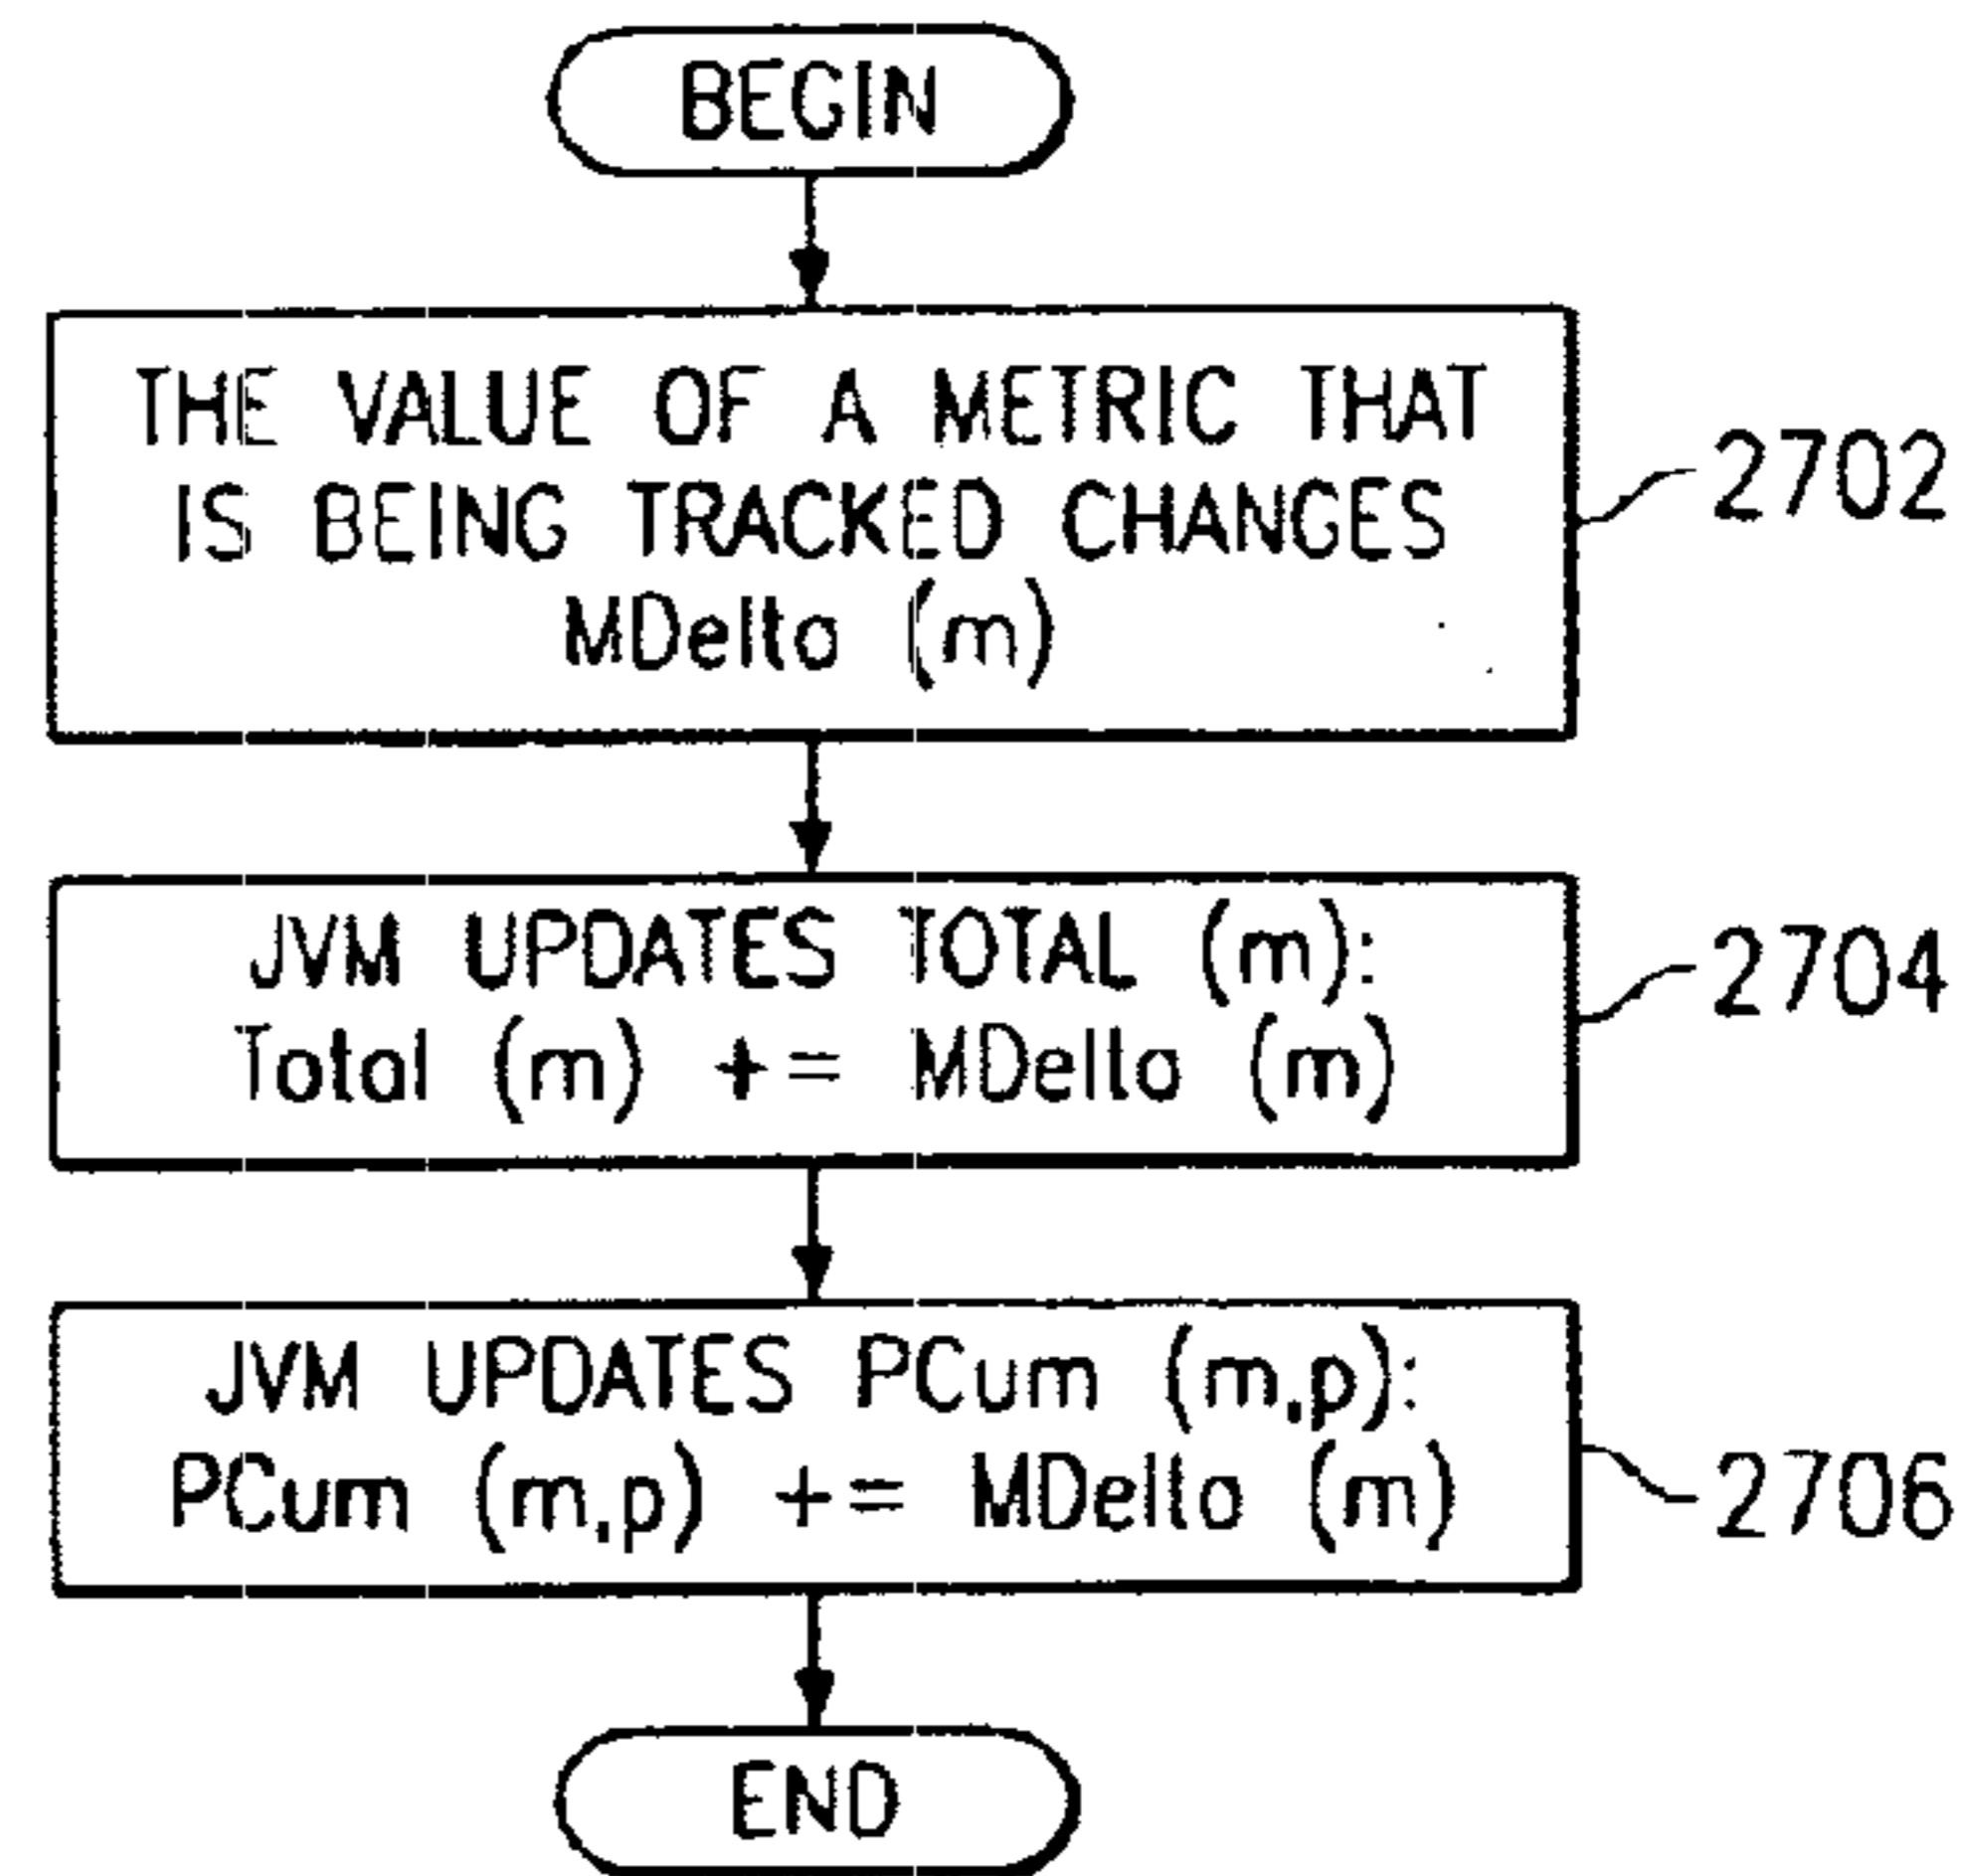 BEGIN
THE VALUE OF A METRIC THAT
IS BEING TRACKED CHANGES
MDelta (m)
2702
JVM UPDATES TOTAL (m):
Total (m) += MDelta (m)
2704
JVM UPDATES PCum (m,p):
PCum (m,p) += MDelta (m)
2706
END